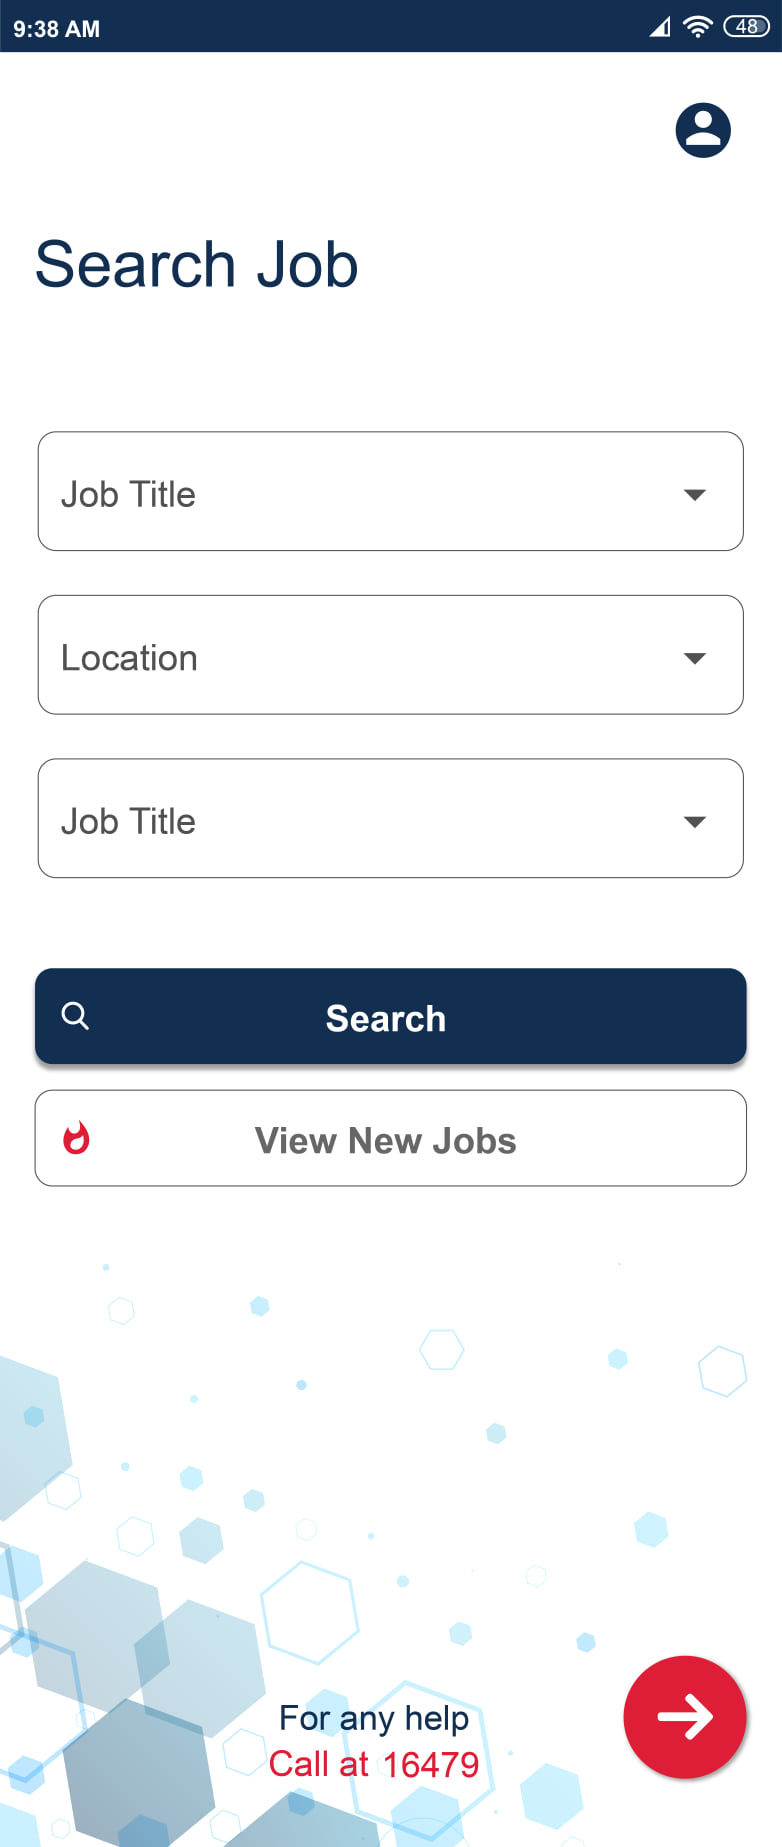 9:38 AM
48
Search Job
Job Title
Location
Job Title
Search
View New Jobs
For any help
Call at 16479